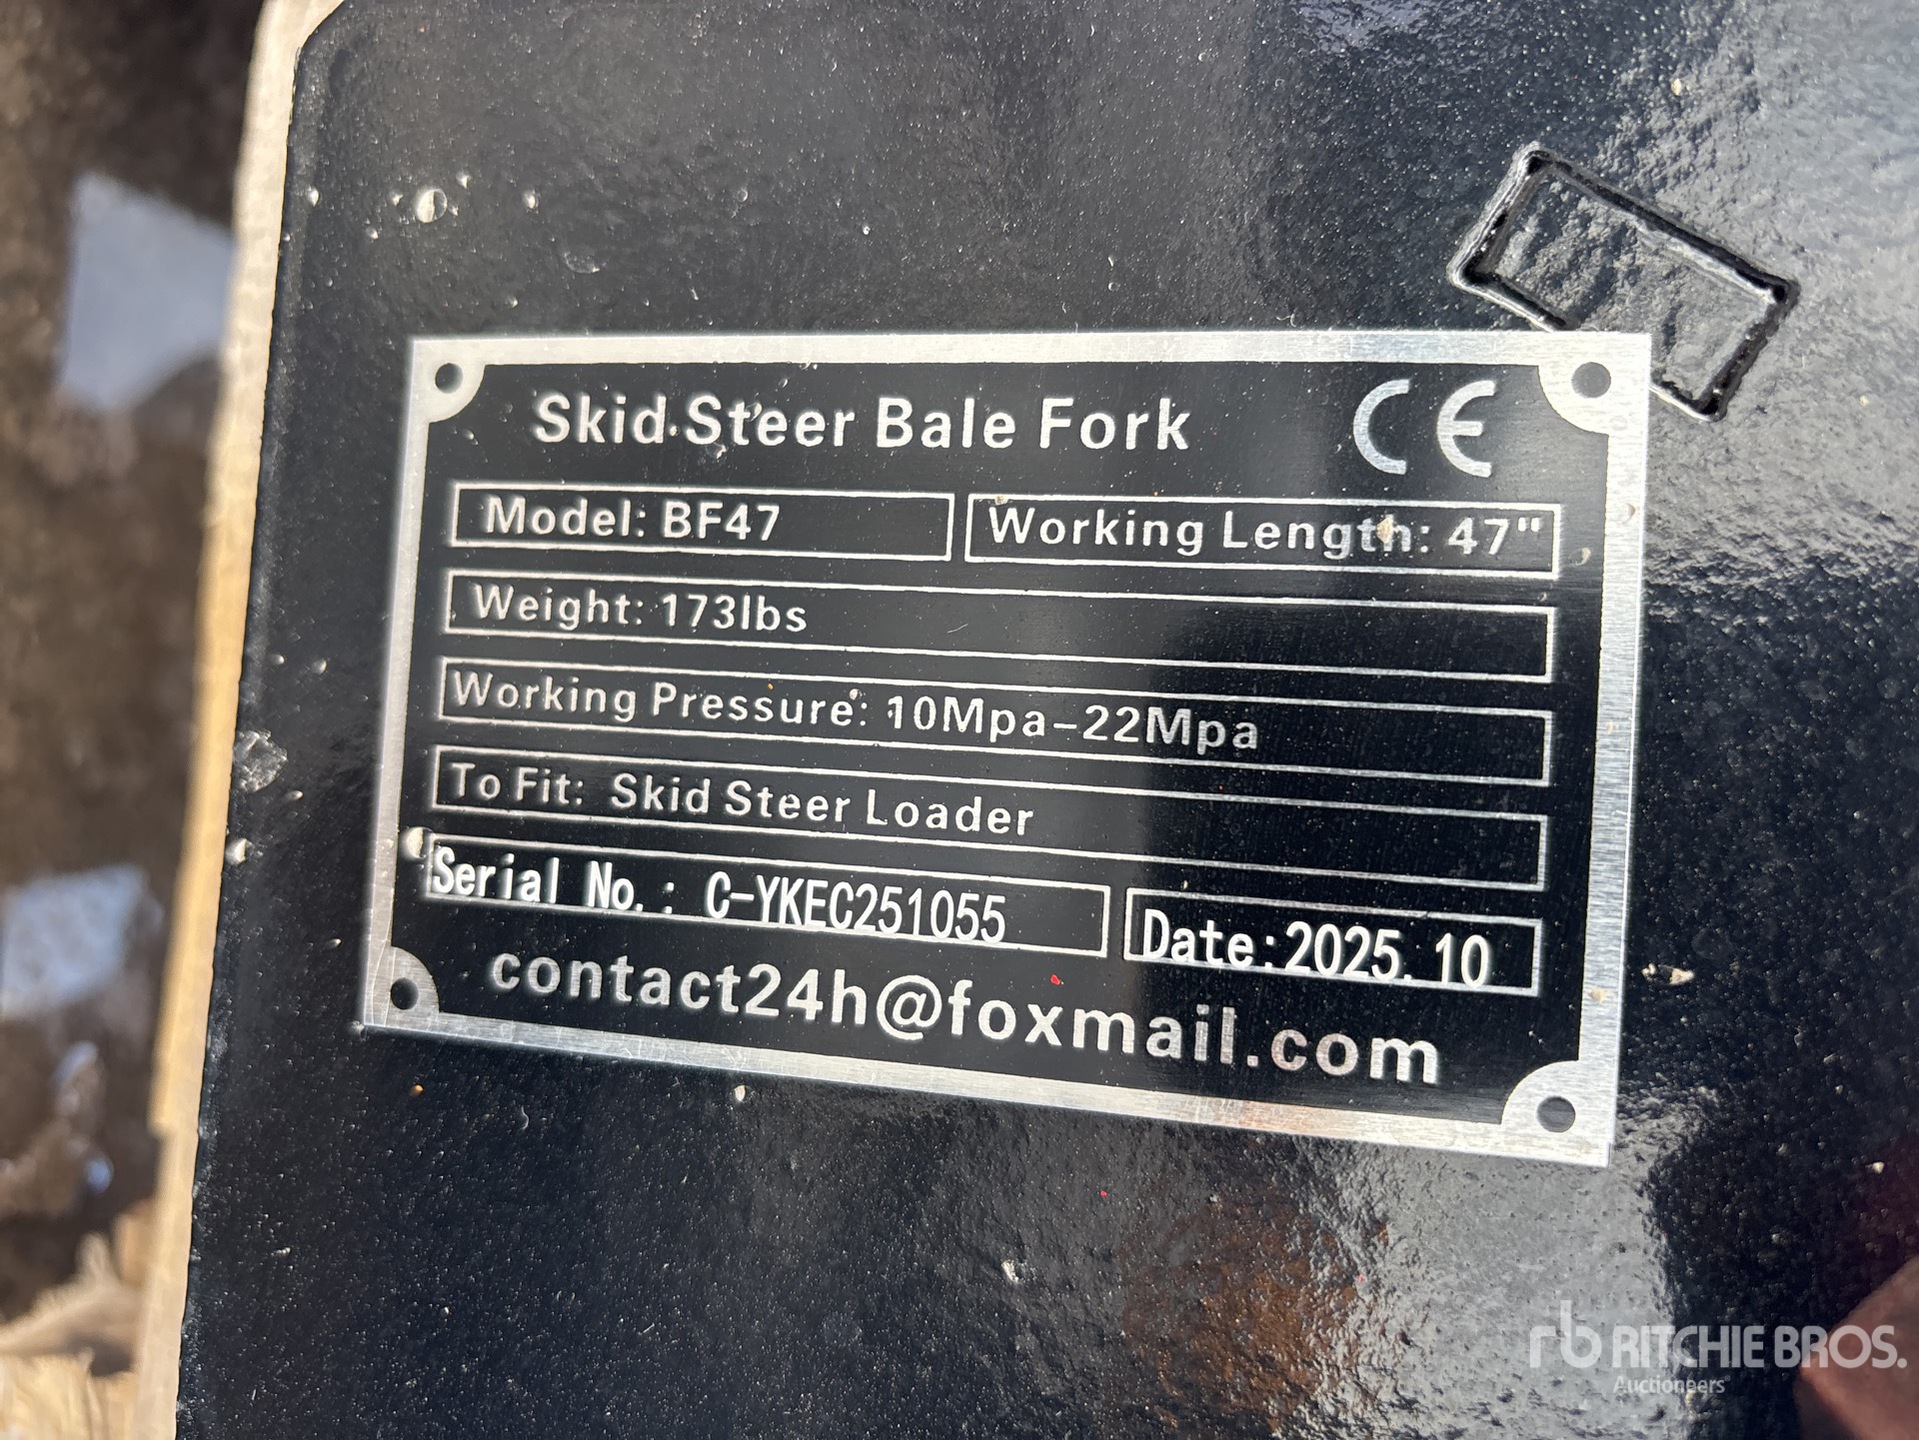 Skid Steer Bale Fork CE
Model: BF47
Working Length: 47"
Weight: 173lbs
Working Pressure: 10Mpa-22Mpa
To Fit: Skid Steer Loader
Serial No.: C-YKEC251055
Date:2025.10
contact24h@foxmail.com
rb RITCHIE BROS.
Auctioneers